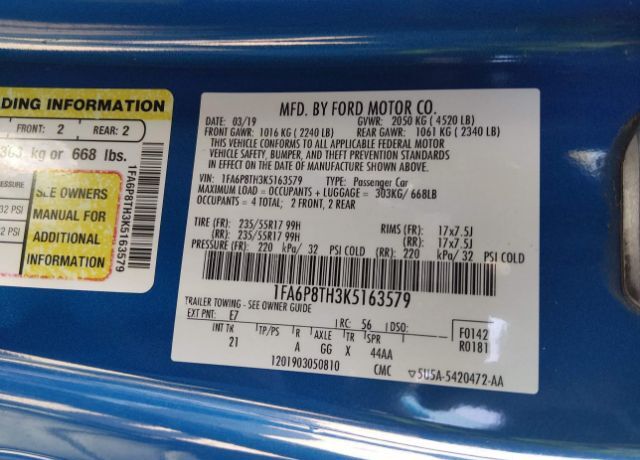 DING INFORMATION
FRONT: 2 REAR: 2
303 kg or 668 lbs.
PRESSURE
32 PSI
2 PSI
SEE OWNERS
MANUAL FOR
ADDITIONAL
INFORMATION
1FA6P8TH3K5163579
MFD. BY FORD MOTOR CO.
DATE: 03/19 GVWR: 2050 KG ( 4520 LB)
FRONT GAWR: 1016 KG ( 2240 LB) REAR GAWR: 1061 KG ( 2340 LB)
THIS VEHICLE CONFORMS TO ALL APPLICABLE FEDERAL MOTOR
VEHICLE SAFETY, BUMPER, AND THEFT PREVENTION STANDARDS
IN EFFECT ON THE DATE OF MANUFACTURE SHOWN ABOVE.
VIN: 1FA6P8TH3K5163579 TYPE: Passenger Car
MAXIMUM LOAD = OCCUPANTS + LUGGAGE = 303KG/ 668LB
OCCUPANTS = 4 TOTAL; 2 FRONT, 2 REAR
TIRE (FR): 235/55R17 99H RIMS (FR): 17x7.5J
(RR): 235/55R17 99H (RR): 17x7.5J
PRESSURE (FR): 220 kPa/ 32 PSI COLD (RR) 220 kPa/ 32 PSI COLD
1FA6P8TH3K5163579
TRAILER TOWING - SEE OWNER GUIDE
EXT PNT: E7 RC: 56 DSO: F0142
INT TR TP/PS R AXLE TR SPR R0181
21 A GG X 44AA
1201903050810 CMC ▽5U5A-5420472-AA